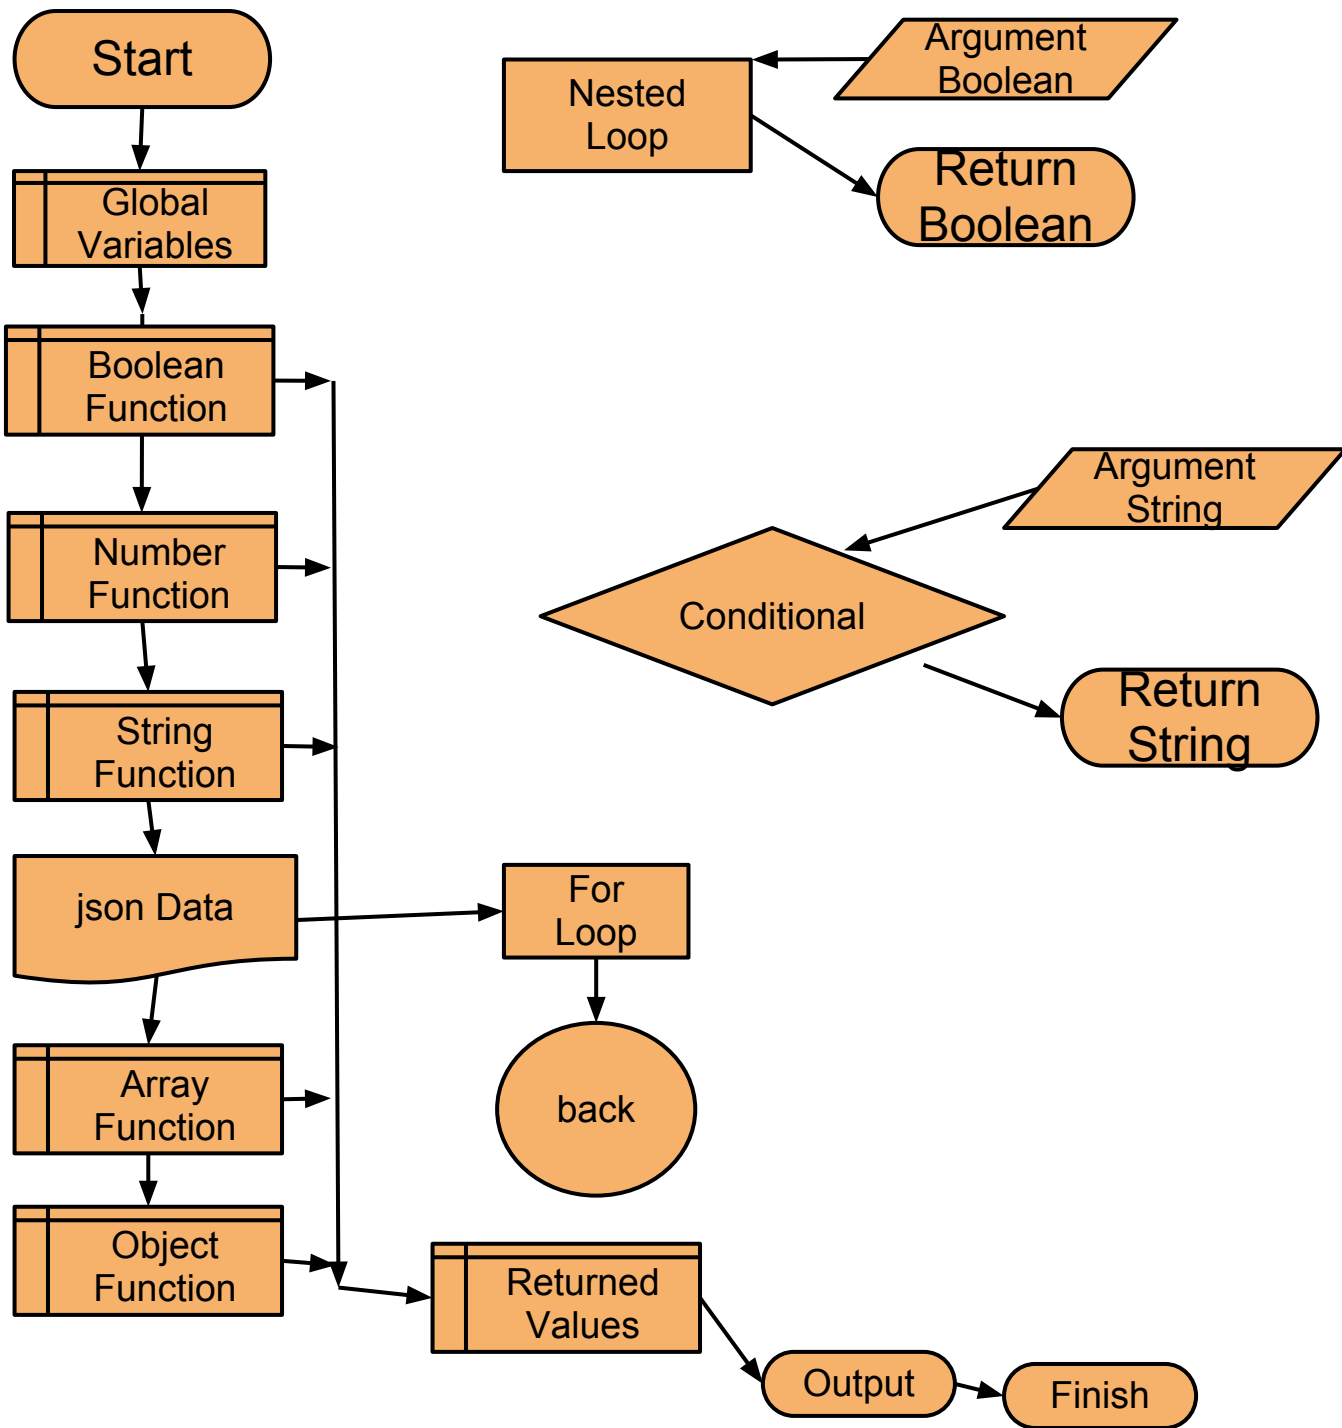 Start
Global
Variables
Boolean
Function
Number
Function
String
Function
json Data
Array
Function
Object
Function
Argument
Boolean
Nested
Loop
Return
Boolean
Argument
String
Conditional
Return
String
For
Loop
back
Returned
Values
Output
Finish